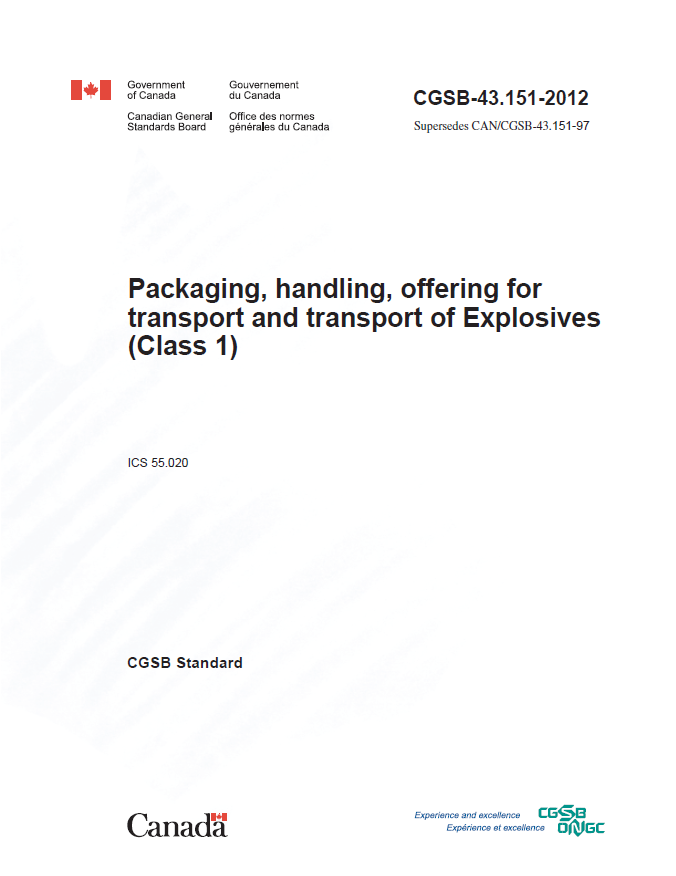 Government
of Canada
Gouvernement
du Canada
Canadian General
Standards Board
Office des normes
générales du Canada
CGSB-43.151-2012
Supersedes CAN/CGSB-43.151-97
Packaging, handling, offering for
transport and transport of Explosives
(Class 1)
ICS 55.020
CGSB Standard
Canada
Experience and excellence
Expérience et excellence
CGSB
ONGC